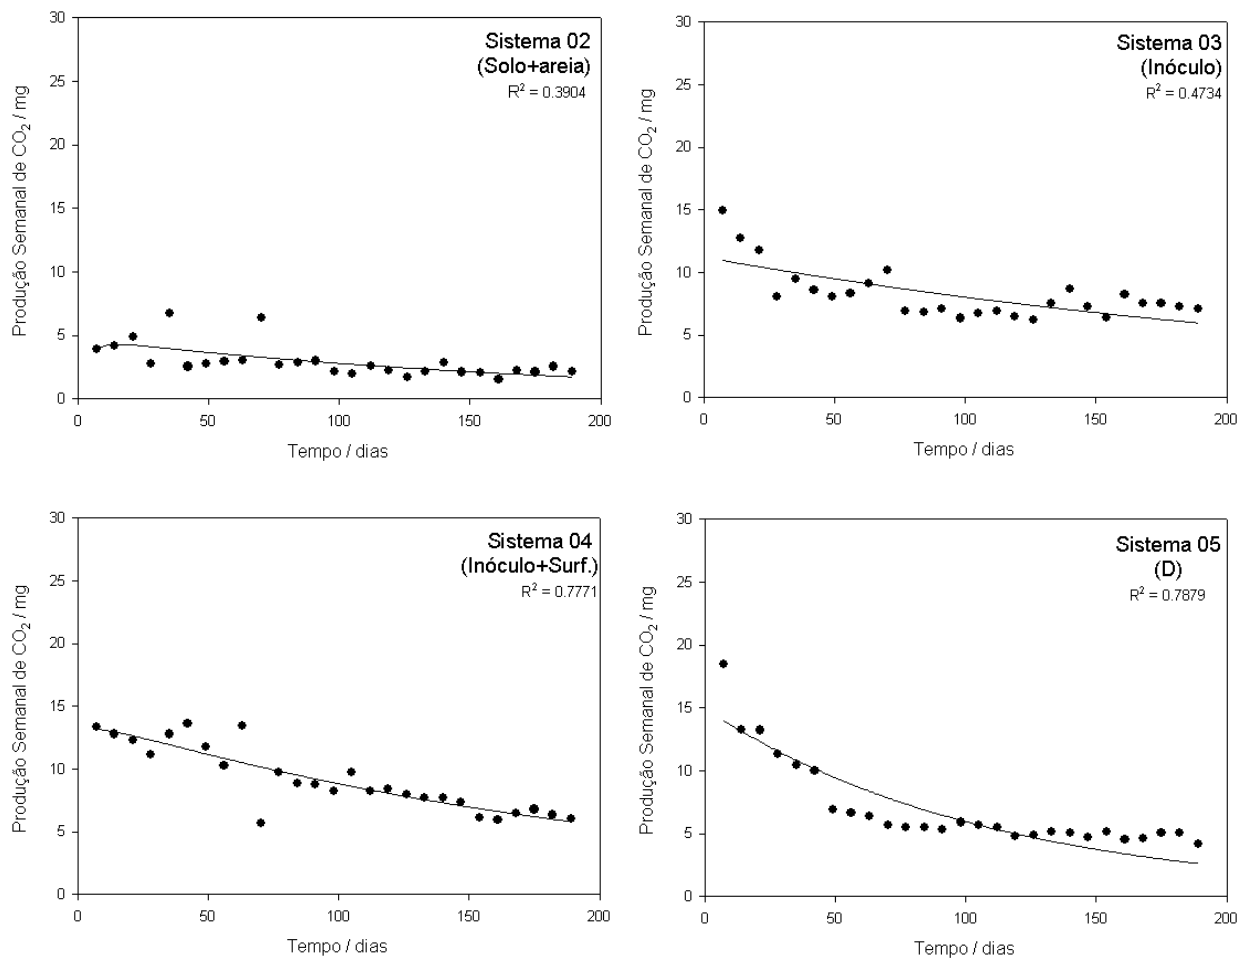 30
25
20
15
10
5
0
Produção Semanal de CO2 / mg
Sistema 02
(Solo+areia)
R2 = 0.3904
0 50 100 150 200
Tempo / dias
30
25
20
15
10
5
0
Produção Semanal de CO2 / mg
Sistema 03
(Inóculo)
R2 = 0.4734
0 50 100 150 200
Tempo / dias
30
25
20
15
10
5
0
Produção Semanal de CO2 / mg
Sistema 04
(Inóculo+Surf.)
R2 = 0.7771
0 50 100 150 200
Tempo / dias
30
25
20
15
10
5
0
Produção Semanal de CO2 / mg
Sistema 05
(D)
R2 = 0.7879
0 50 100 150 200
Tempo / dias